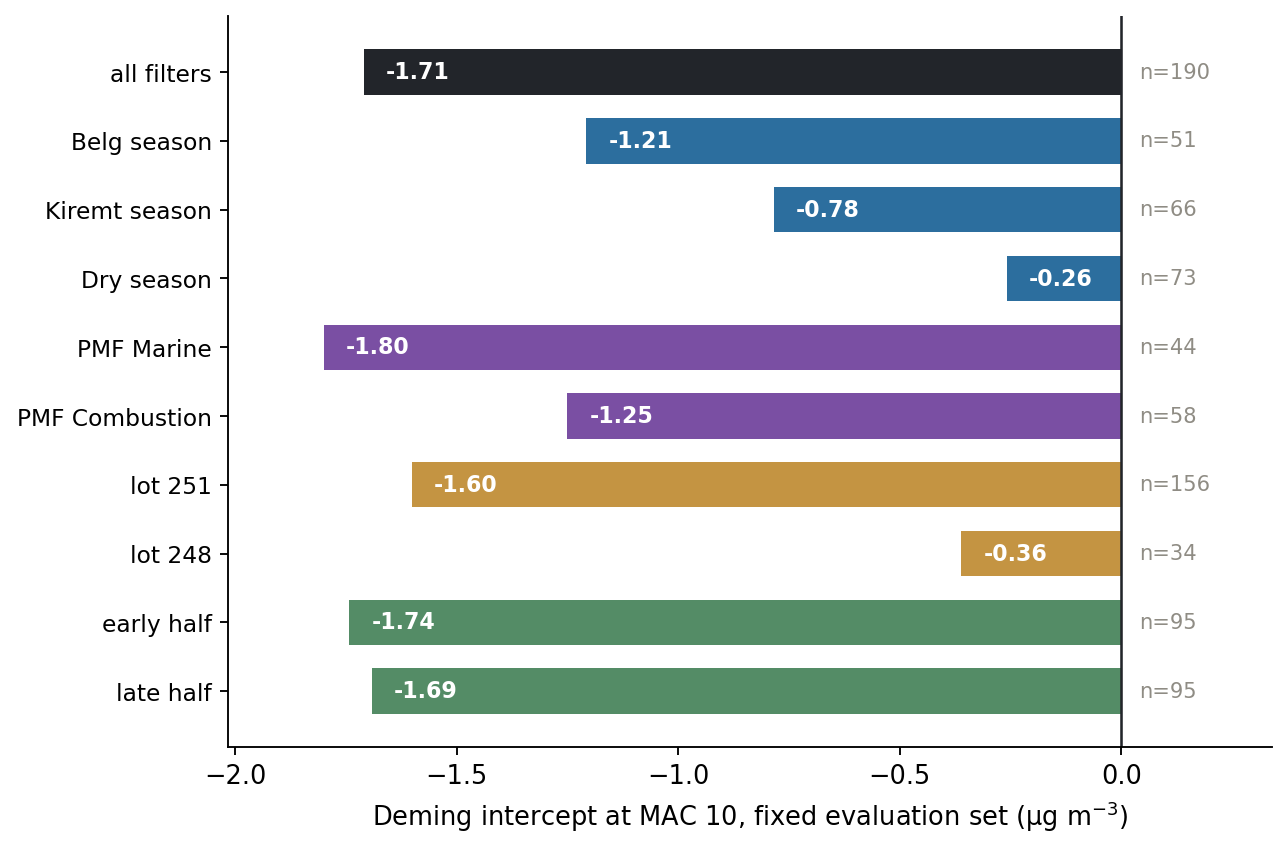 all filters -1.71 n=190
Belg season -1.21 n=51
Kiremt season -0.78 n=66
Dry season -0.26 n=73
PMF Marine -1.80 n=44
PMF Combustion -1.25 n=58
lot 251 -1.60 n=156
lot 248 -0.36 n=34
early half -1.74 n=95
late half -1.69 n=95
−2.0 −1.5 −1.0 −0.5 0.0
Deming intercept at MAC 10, fixed evaluation set (µg m⁻³)